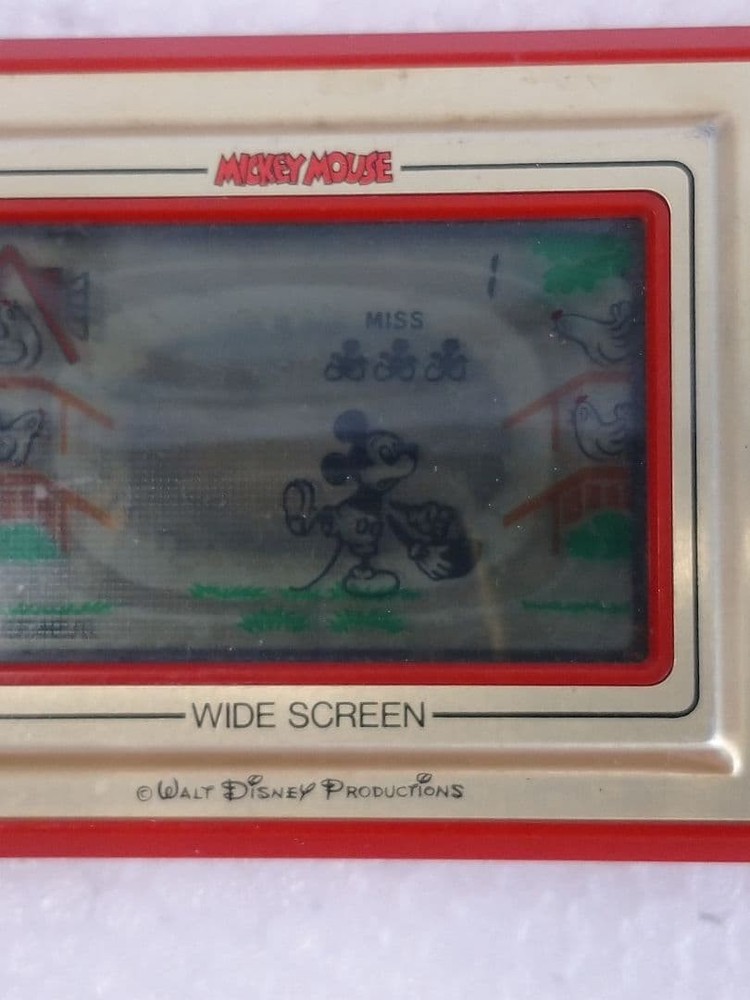 MICKEY MOUSE
1
MISS
WIDE SCREEN
© WALT DISNEY PRODUCTIONS